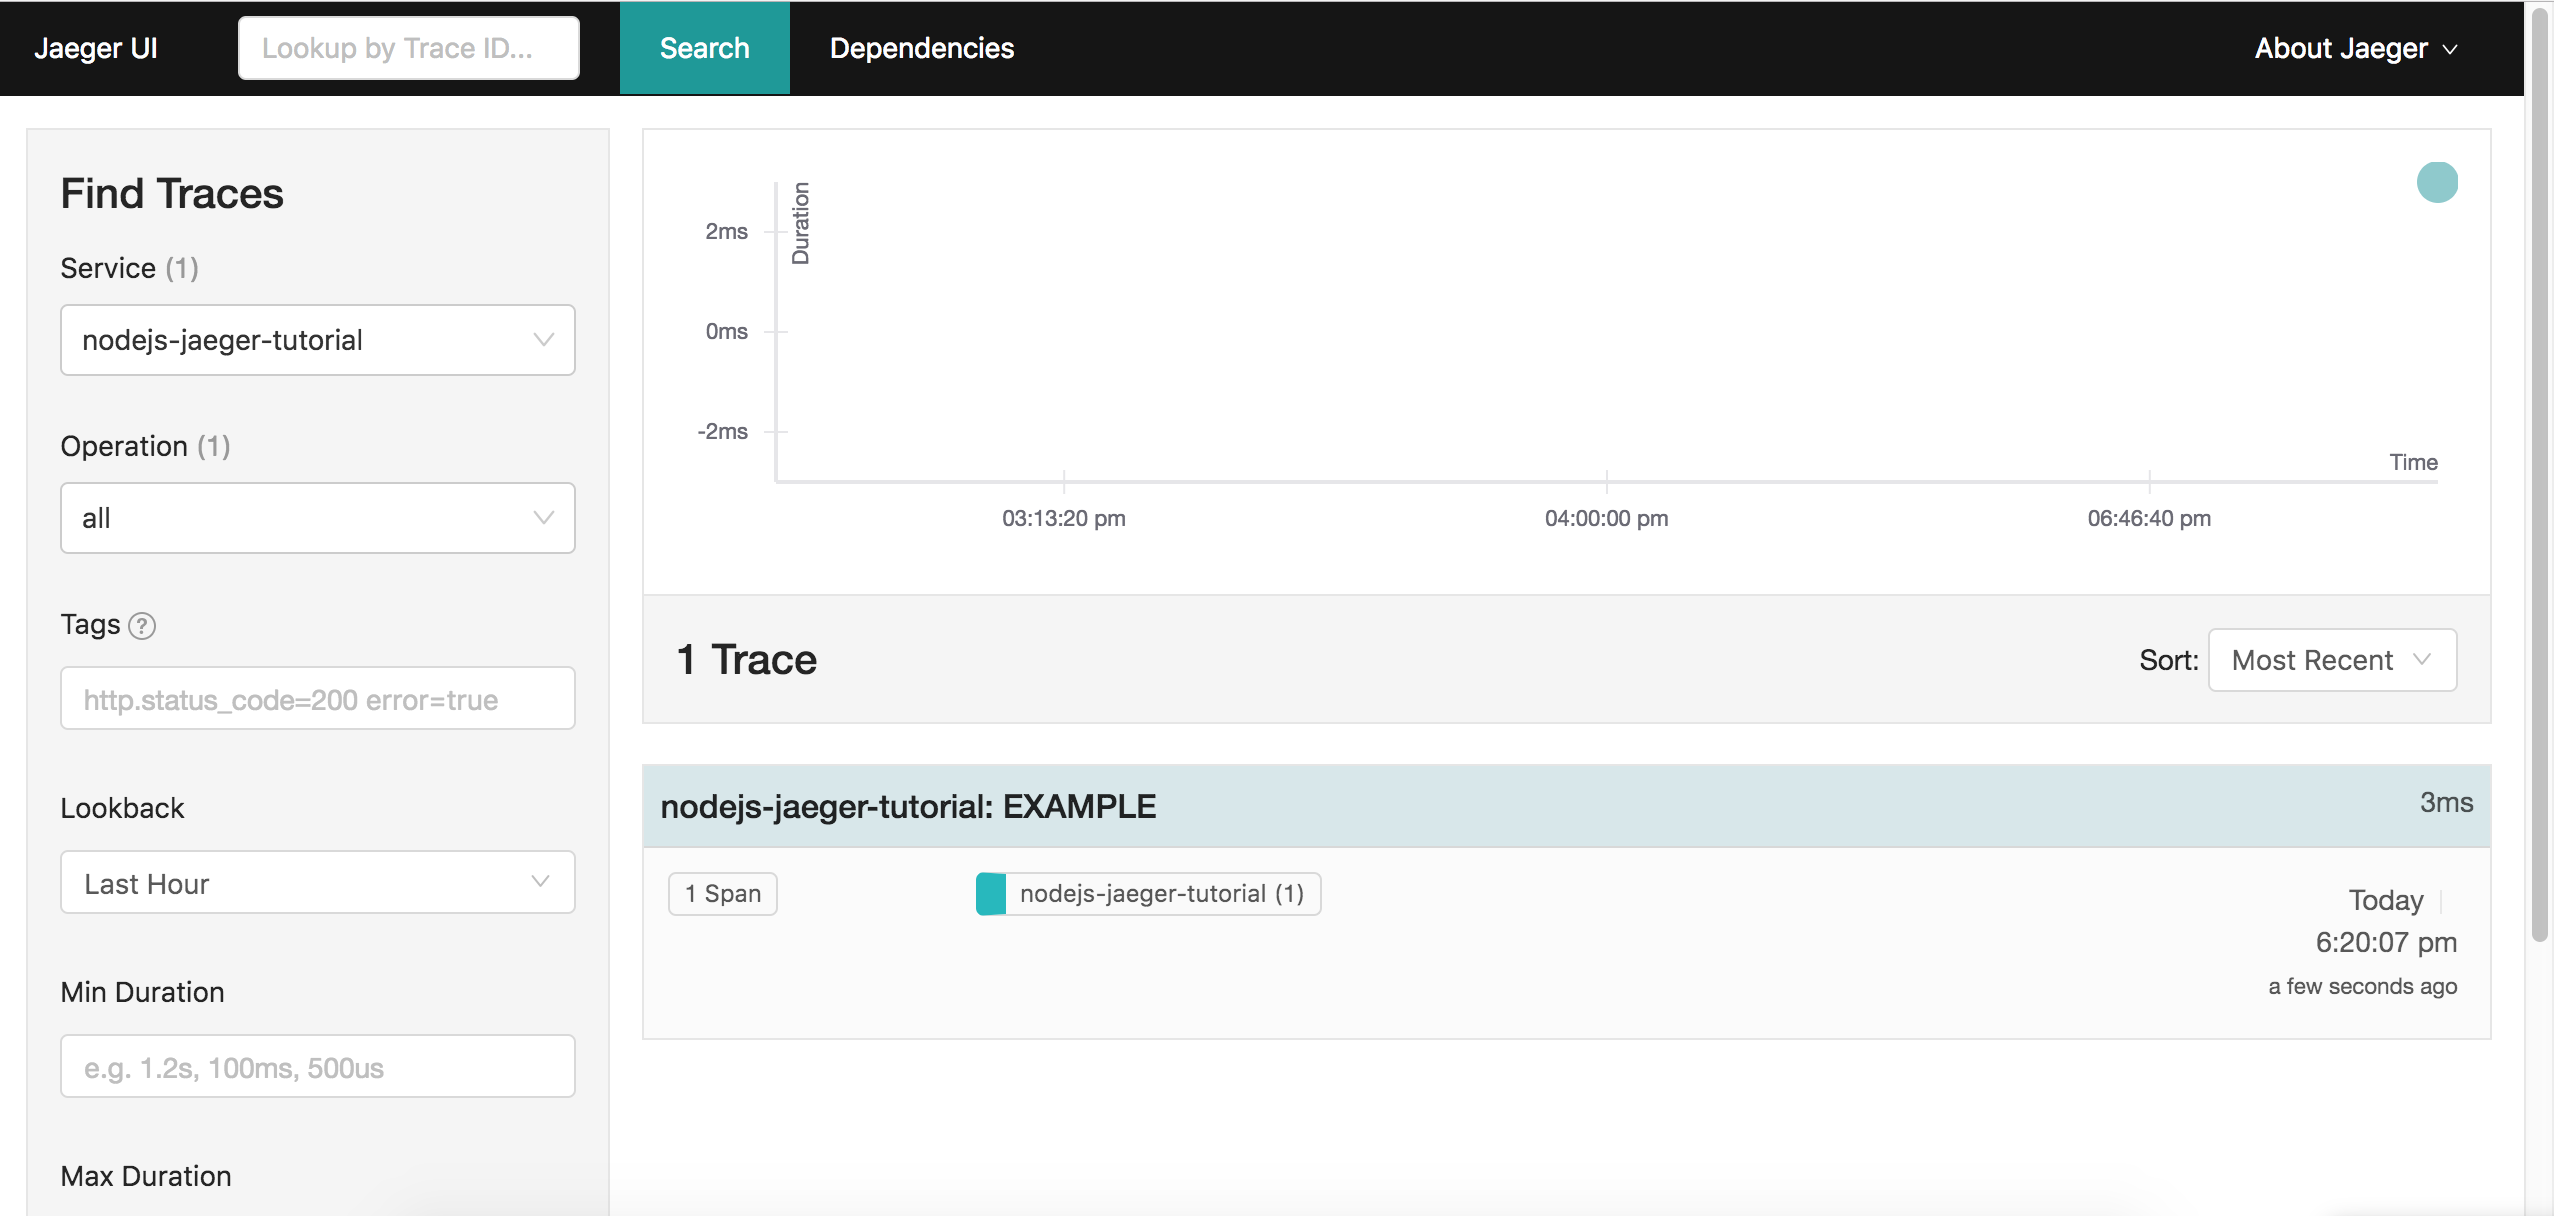 Jaeger UI
Lookup by Trace ID...
Search
Dependencies
About Jaeger
Find Traces
Service (1)
nodejs-jaeger-tutorial
Operation (1)
all
Tags ?
http.status_code=200 error=true
Lookback
Last Hour
Min Duration
e.g. 1.2s, 100ms, 500us
Max Duration
Duration
2ms
0ms
-2ms
Time
03:13:20 pm
04:00:00 pm
06:46:40 pm
1 Trace
Sort: Most Recent
nodejs-jaeger-tutorial: EXAMPLE
3ms
1 Span
nodejs-jaeger-tutorial (1)
Today
6:20:07 pm
a few seconds ago